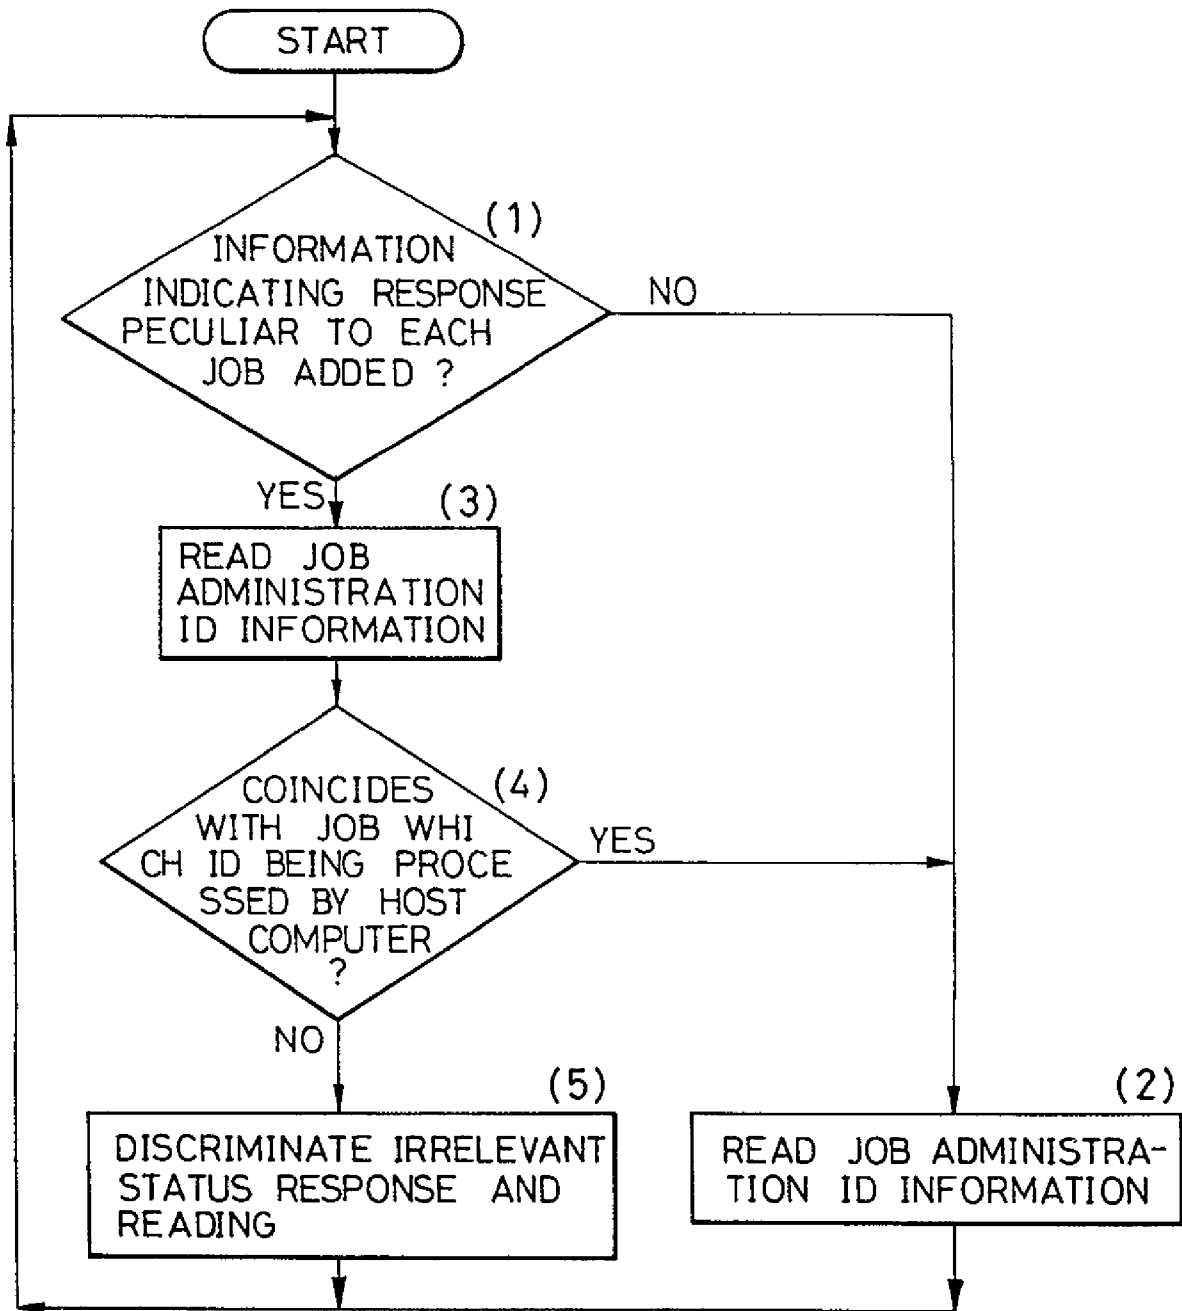 START
(1)
INFORMATION
INDICATING RESPONSE
PECULIAR TO EACH
JOB ADDED ?
NO
YES
(3)
READ JOB
ADMINISTRATION
ID INFORMATION
(4)
COINCIDES
WITH JOB WHI
CH ID BEING PROCE
SSED BY HOST
COMPUTER
?
YES
NO
(5)
DISCRIMINATE IRRELEVANT
STATUS RESPONSE AND
READING
(2)
READ JOB ADMINISTRA-
TION ID INFORMATION